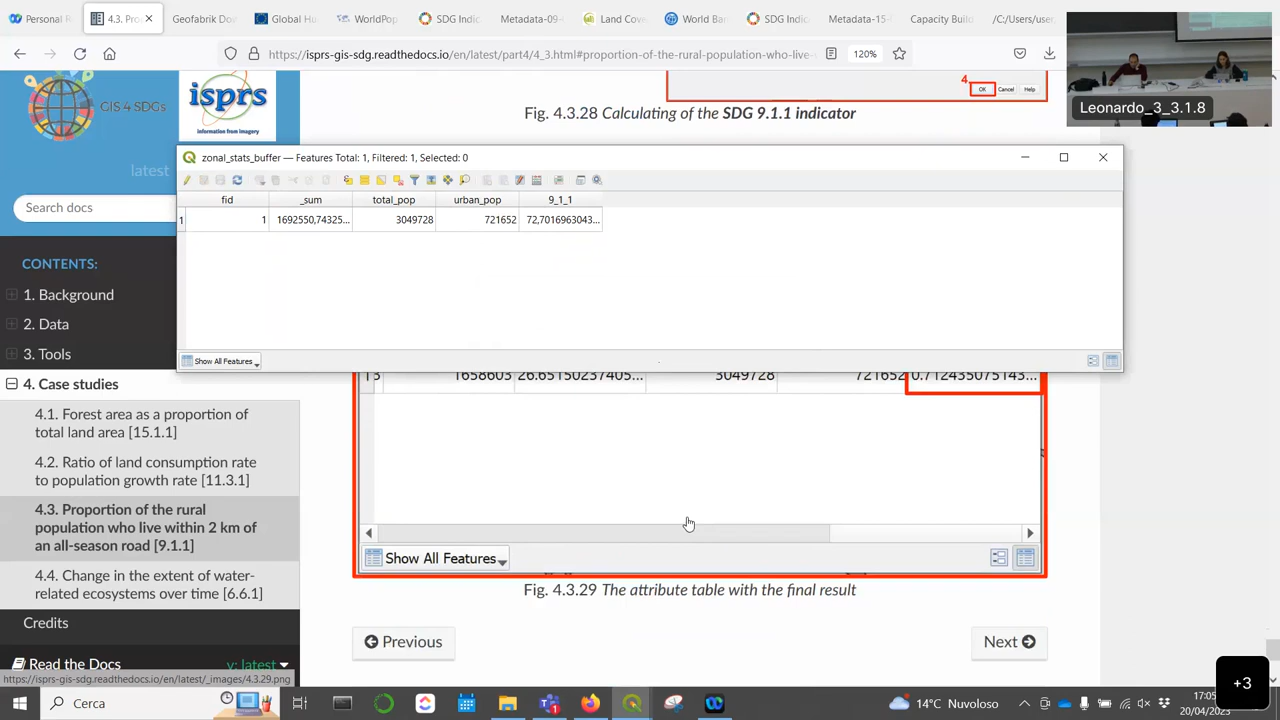 Personal
4.3. Pro
Geofabrik Dov
Global Hu
WorldPop
SDG Indic
Metadata-09-
Land Cove
World Ban
SDG Indic
Metadata-15-
Capacity Build
/C:/Users/user
https://isprs-gis-sdg.readthedocs.io/en/latest/part4/4_3.html#proportion-of-the-rural-population-who-live-
120%
Leonardo_3_3.1.8
GIS 4 SDGs
isprs
information from imagery
latest
Search docs
CONTENTS:
1. Background
2. Data
3. Tools
4. Case studies
4.1. Forest area as a proportion of
total land area [15.1.1]
4.2. Ratio of land consumption rate
to population growth rate [11.3.1]
4.3. Proportion of the rural
population who live within 2 km of
an all-season road [9.1.1]
4.4. Change in the extent of water-
related ecosystems over time [6.6.1]
Credits
Read the Docs
v: latest
https://isprs-gis-sdg.readthedocs.io/en/latest/_images/4.3.29.png
4
OK Cancel Help
Fig. 4.3.28 Calculating of the SDG 9.1.1 indicator
zonal_stats_buffer — Features Total: 1, Filtered: 1, Selected: 0
fid _sum total_pop urban_pop 9_1_1
1 1 1692550,74325... 3049728 721652 72,7016963043...
Show All Features
1658603 26.65150237405... 3049728 721652 0.712435075143...
Show All Features
Fig. 4.3.29 The attribute table with the final result
Previous
Next
+3
Cerca
14°C Nuvoloso
17:05
20/04/2023